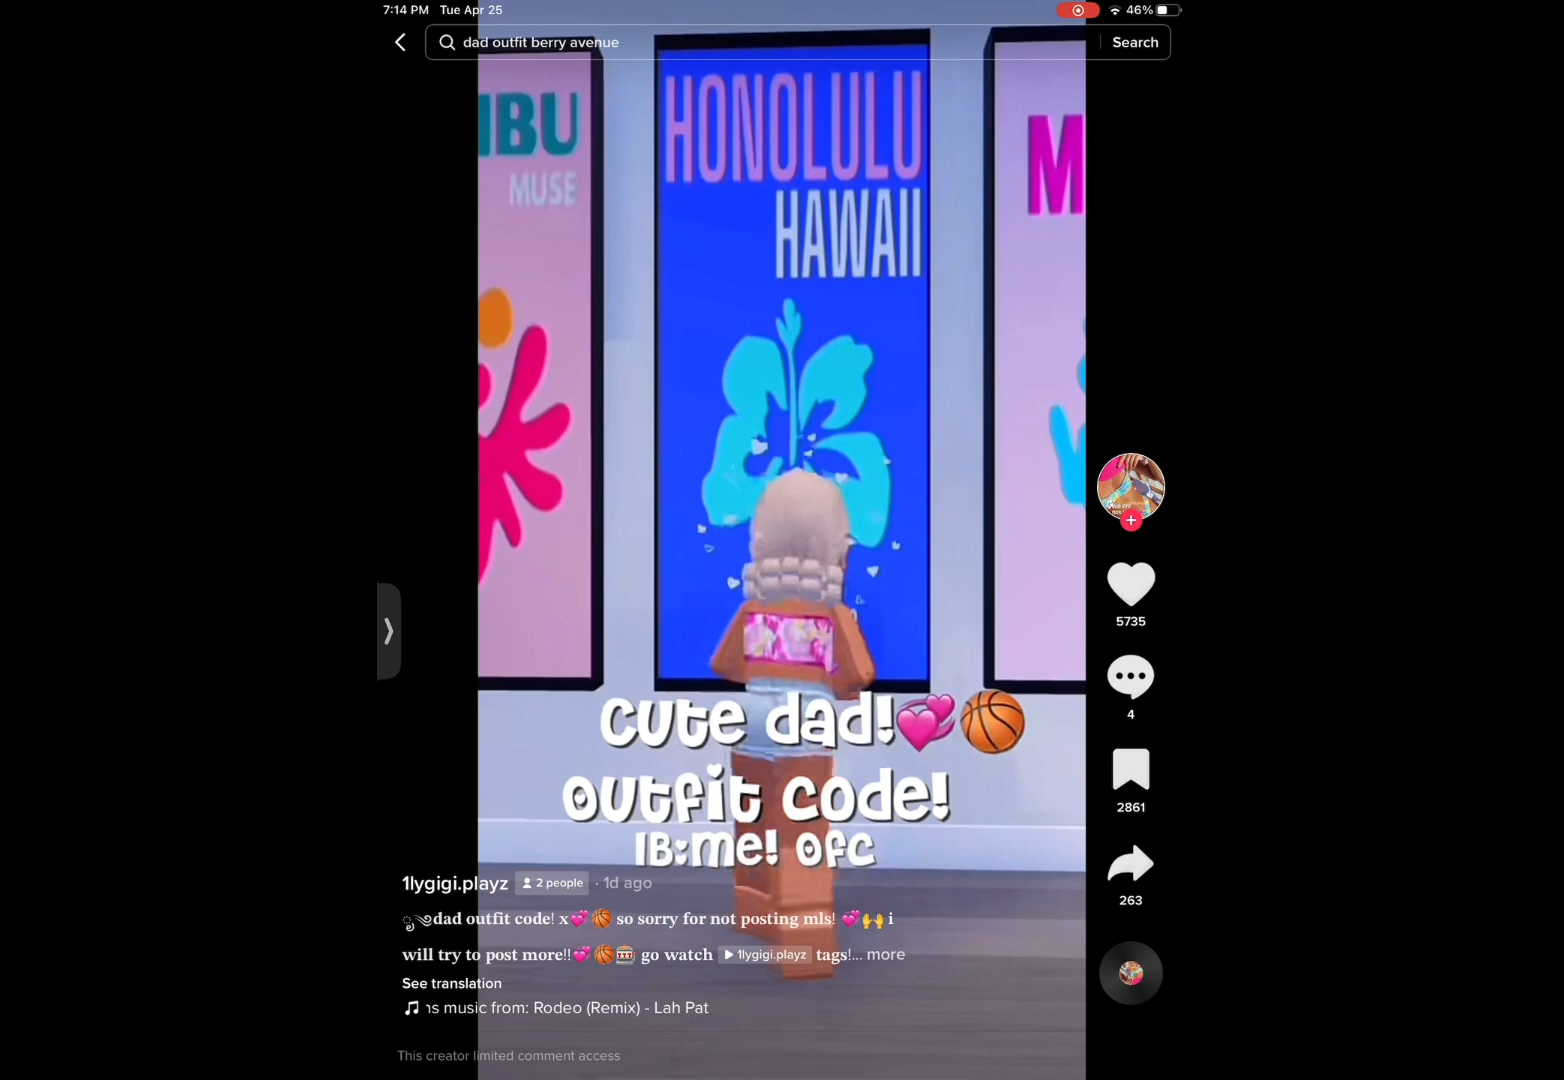 7:14 PM Tue Apr 25
46%
dad outfit berry avenue
Search
IBU
MUSE
HONOLULU
HAWAII
M
cute dad!💞🏀
outfit code!
IB:me! ofc
5735
4
2861
263
1lygigi.playz 2 people · 1d ago
dad outfit code! x💞🏀 so sorry for not posting mls! 💞🙌 i
will try to post more!!💞🏀🎰 go watch 1lygigi.playz tags!... more
See translation
ns music from: Rodeo (Remix) - Lah Pat
This creator limited comment access